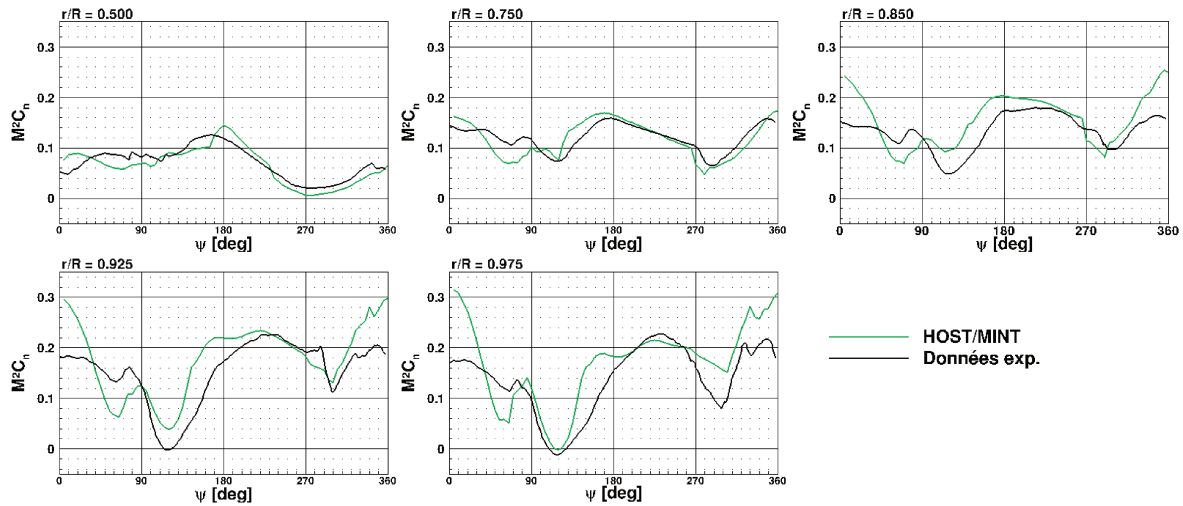 r/R = 0.500
0.3
0.2
0.1
0
M²Cn
0 90 180 270 360
ψ [deg]
r/R = 0.750
0.3
0.2
0.1
0
M²Cn
0 90 180 270 360
ψ [deg]
r/R = 0.850
0.3
0.2
0.1
0
M²Cn
0 90 180 270 360
ψ [deg]
r/R = 0.925
0.3
0.2
0.1
0
M²Cn
0 90 180 270 360
ψ [deg]
r/R = 0.975
0.3
0.2
0.1
0
M²Cn
0 90 180 270 360
ψ [deg]
HOST/MINT
Données exp.